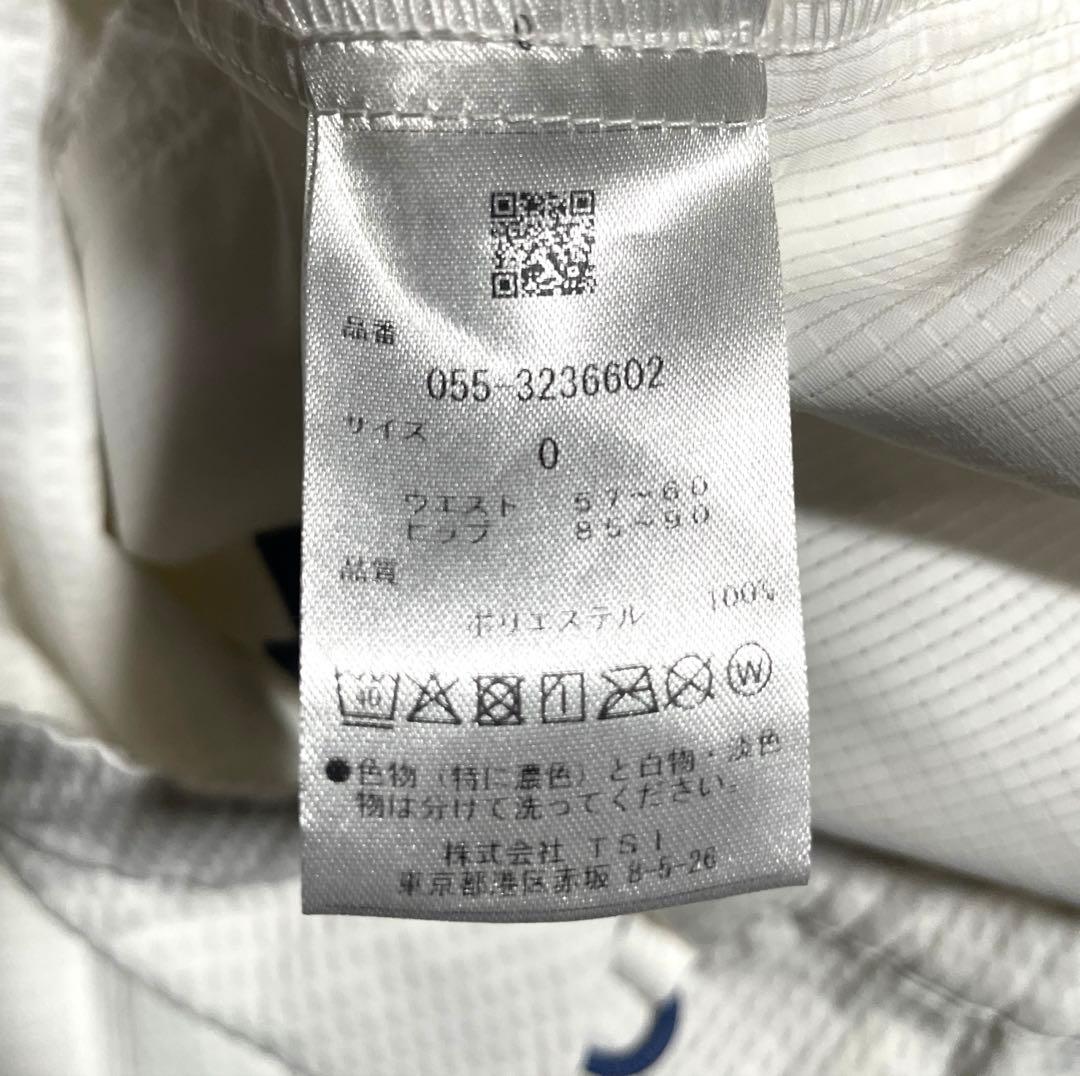 品番
055-3236602
サイズ
0
ウエスト 57~60
ヒップ 85~90
品質
ポリエステル 100%
40 W
●色物(特に濃色)と白物・淡色
物は分けて洗ってください。
株式会社 TSI
東京都港区赤坂 8-5-26